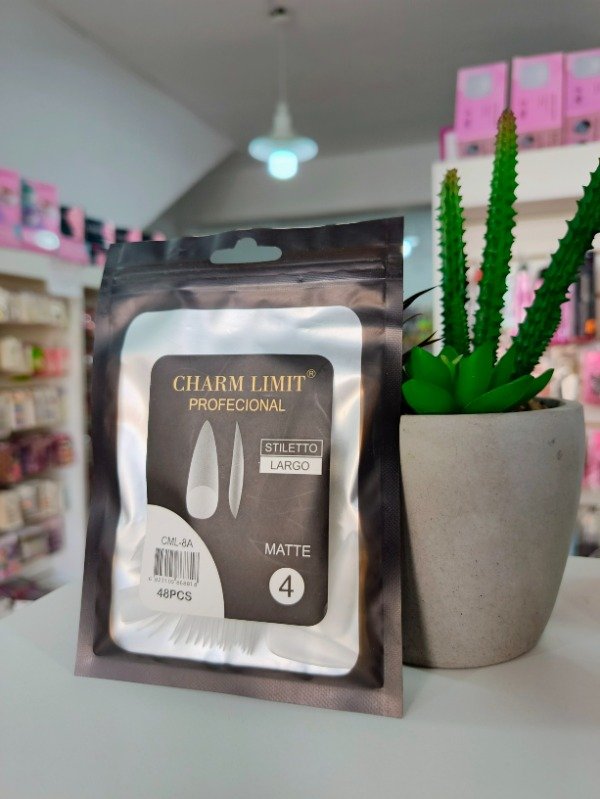 CHARM LIMIT®
PROFECIONAL
STILETTO
LARGO
CML-8A
MATTE
4
48PCS